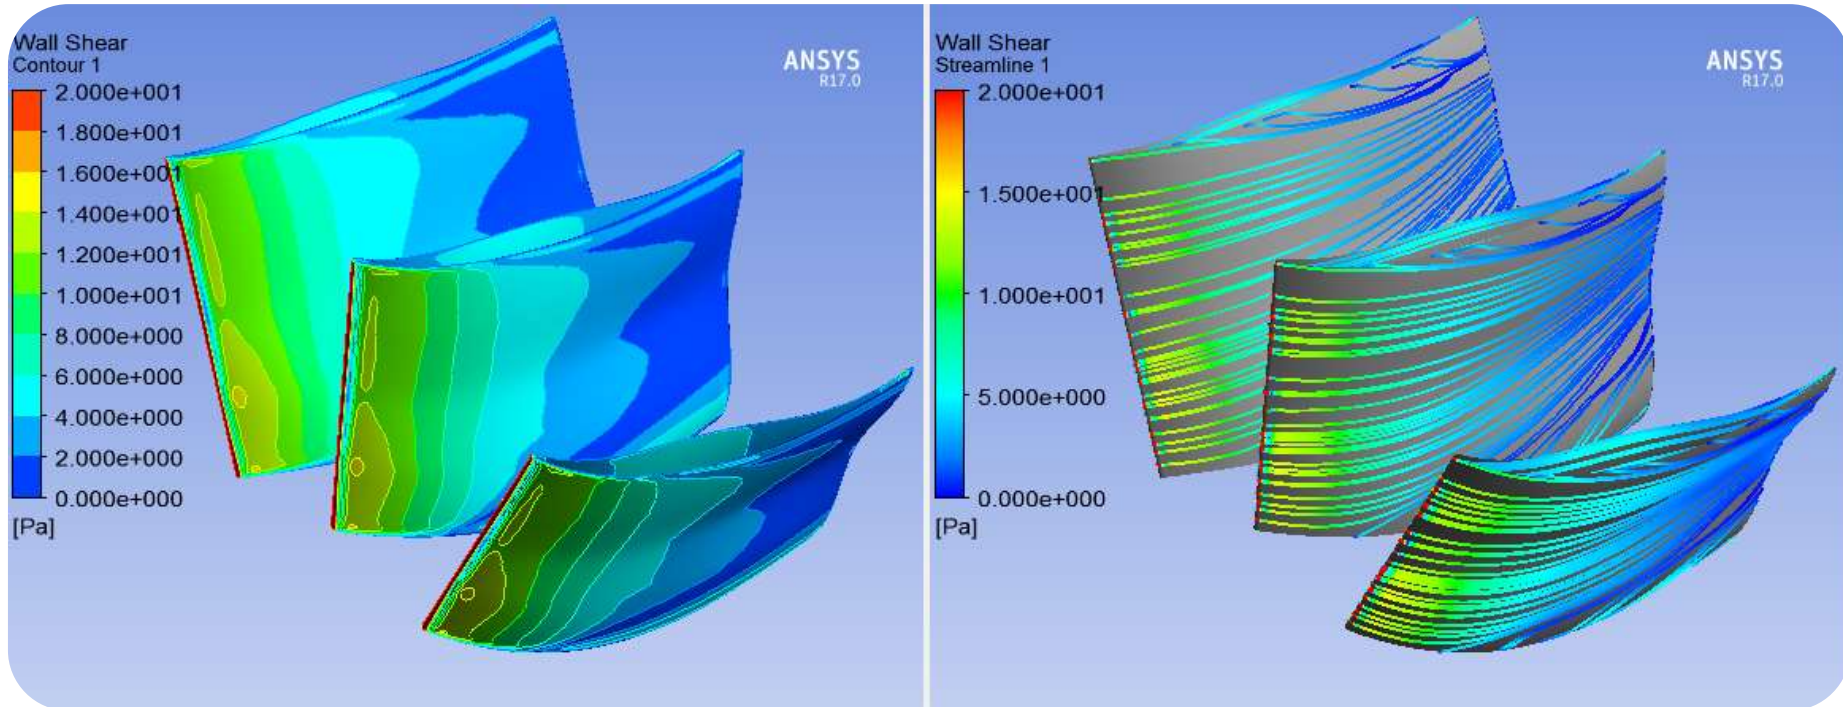 Wall Shear
Contour 1
2.000e+001
1.800e+001
1.600e+001
1.400e+001
1.200e+001
1.000e+001
8.000e+000
6.000e+000
4.000e+000
2.000e+000
0.000e+000
[Pa]
ANSYS
R17.0
Wall Shear
Streamline 1
2.000e+001
1.500e+001
1.000e+001
5.000e+000
0.000e+000
[Pa]
ANSYS
R17.0